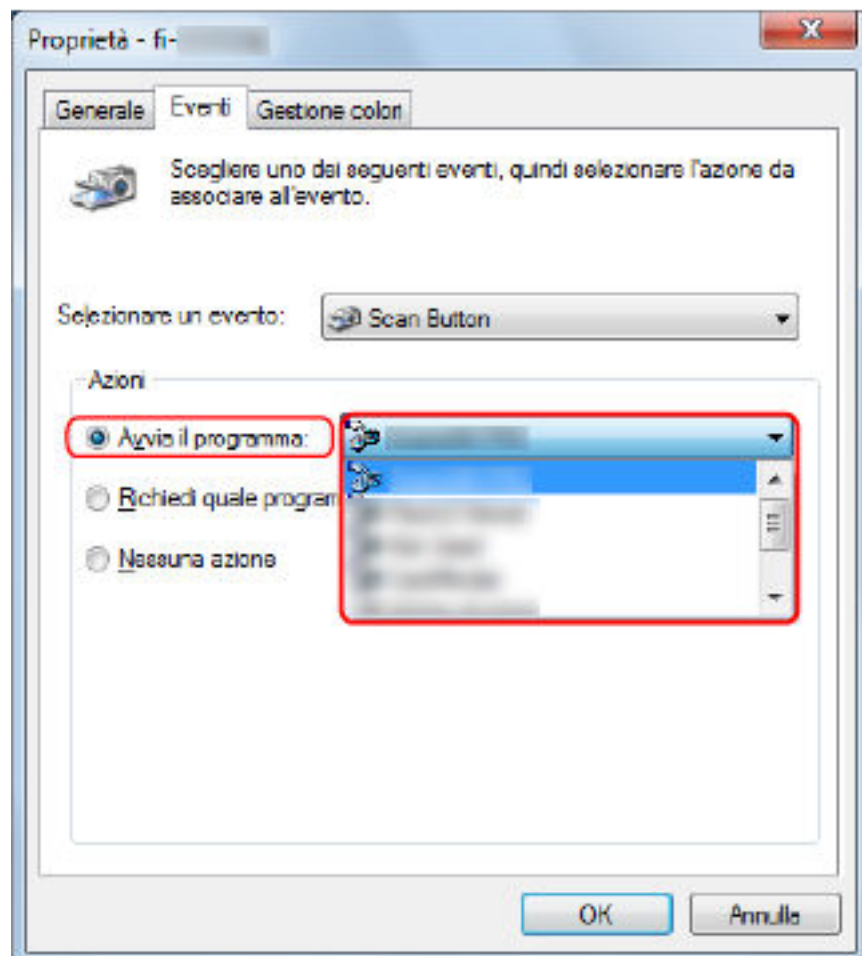 Proprietà - fi-
Generale Eventi Gestione colori
Scegliere uno dei seguenti eventi, quindi selezionare l'azione da
associare all'evento.
Selezionare un evento: Scan Button
Azioni
Avvia il programma:
Richiedi quale program
Nessuna azione
OK Annulla